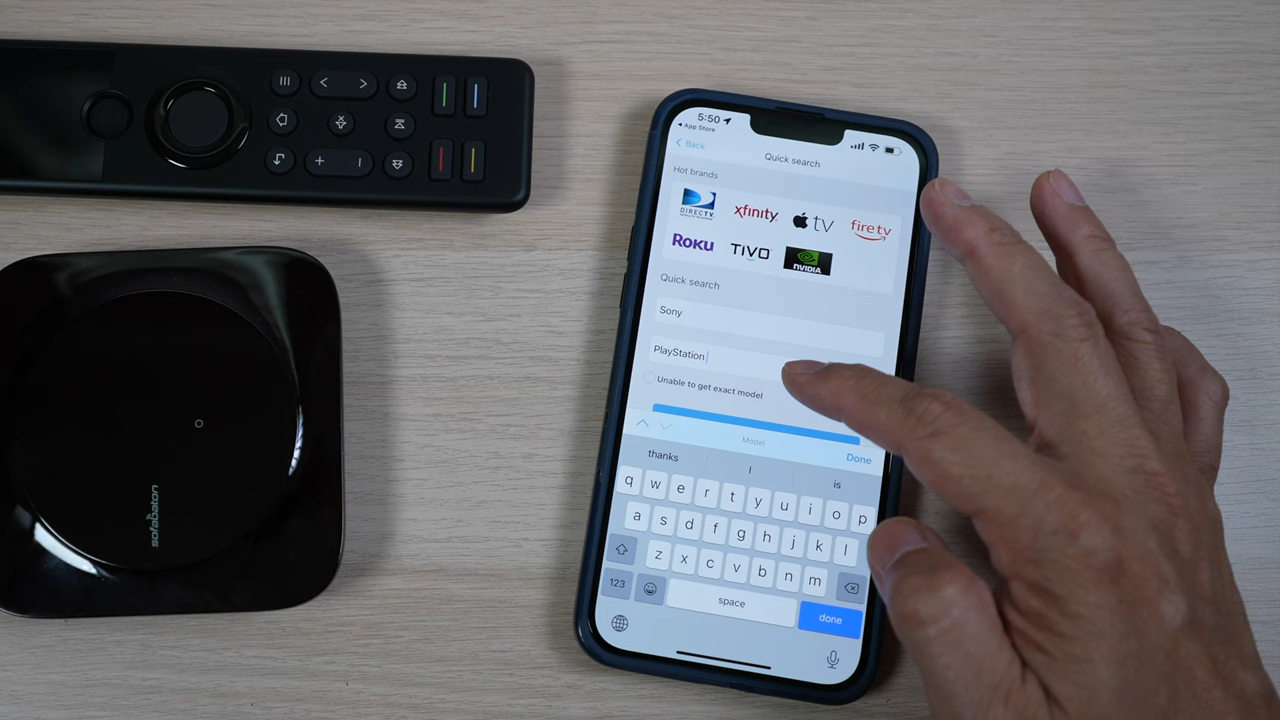 5:50
App Store
Back
Quick search
Hot brands
DIRECTV
xfinity
tv
fire tv
Roku
TIVO
NVIDIA
Quick search
Sony
PlayStation
Unable to get exact model
Model
Done
thanks
I
is
q w e r t y u i o p
a s d f g h j k l
z x c v b n m
123
space
done
sofabaton